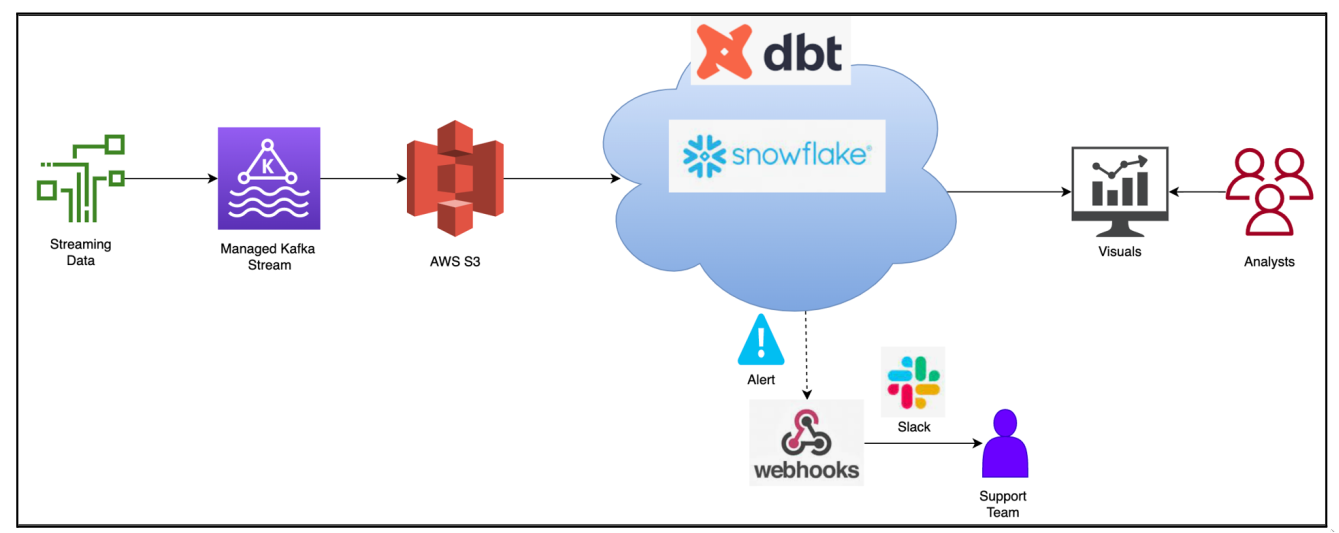 dbt
snowflake®
Streaming
Data
K
Managed Kafka
Stream
AWS S3
Visuals
Analysts
!
Alert
Slack
webhooks
Support
Team